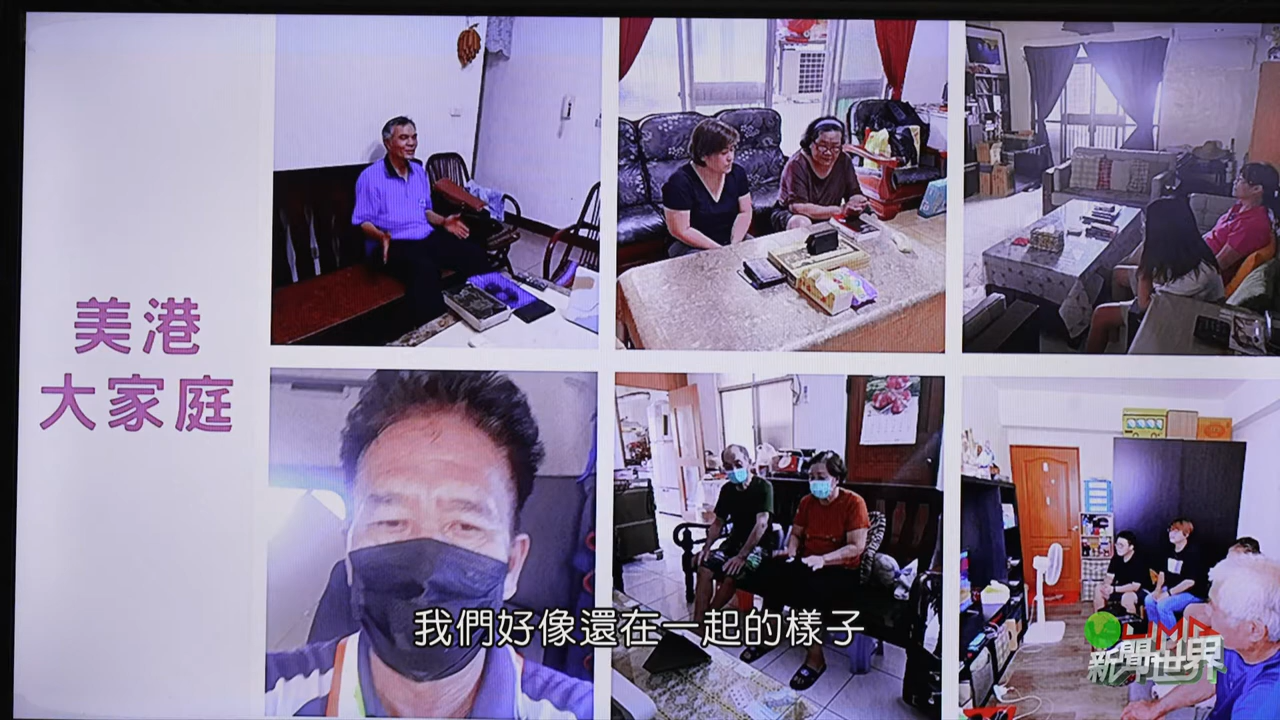 美港
大家庭
我們好像還在一起的樣子
新聞世界